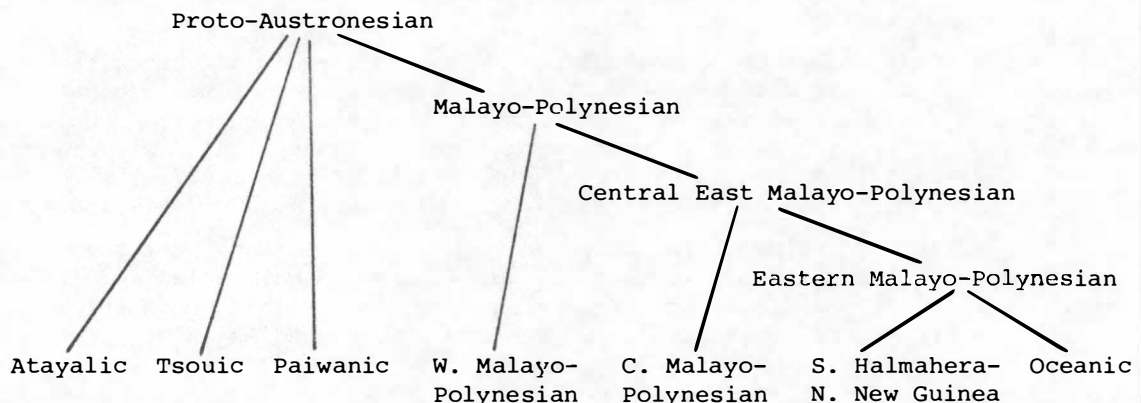 Proto-Austronesian
Malayo-Polynesian
Central East Malayo-Polynesian
Eastern Malayo-Polynesian
Atayalic Tsouic Paiwanic W. Malayo- C. Malayo- S. Halmahera- Oceanic
Polynesian Polynesian N. New Guinea